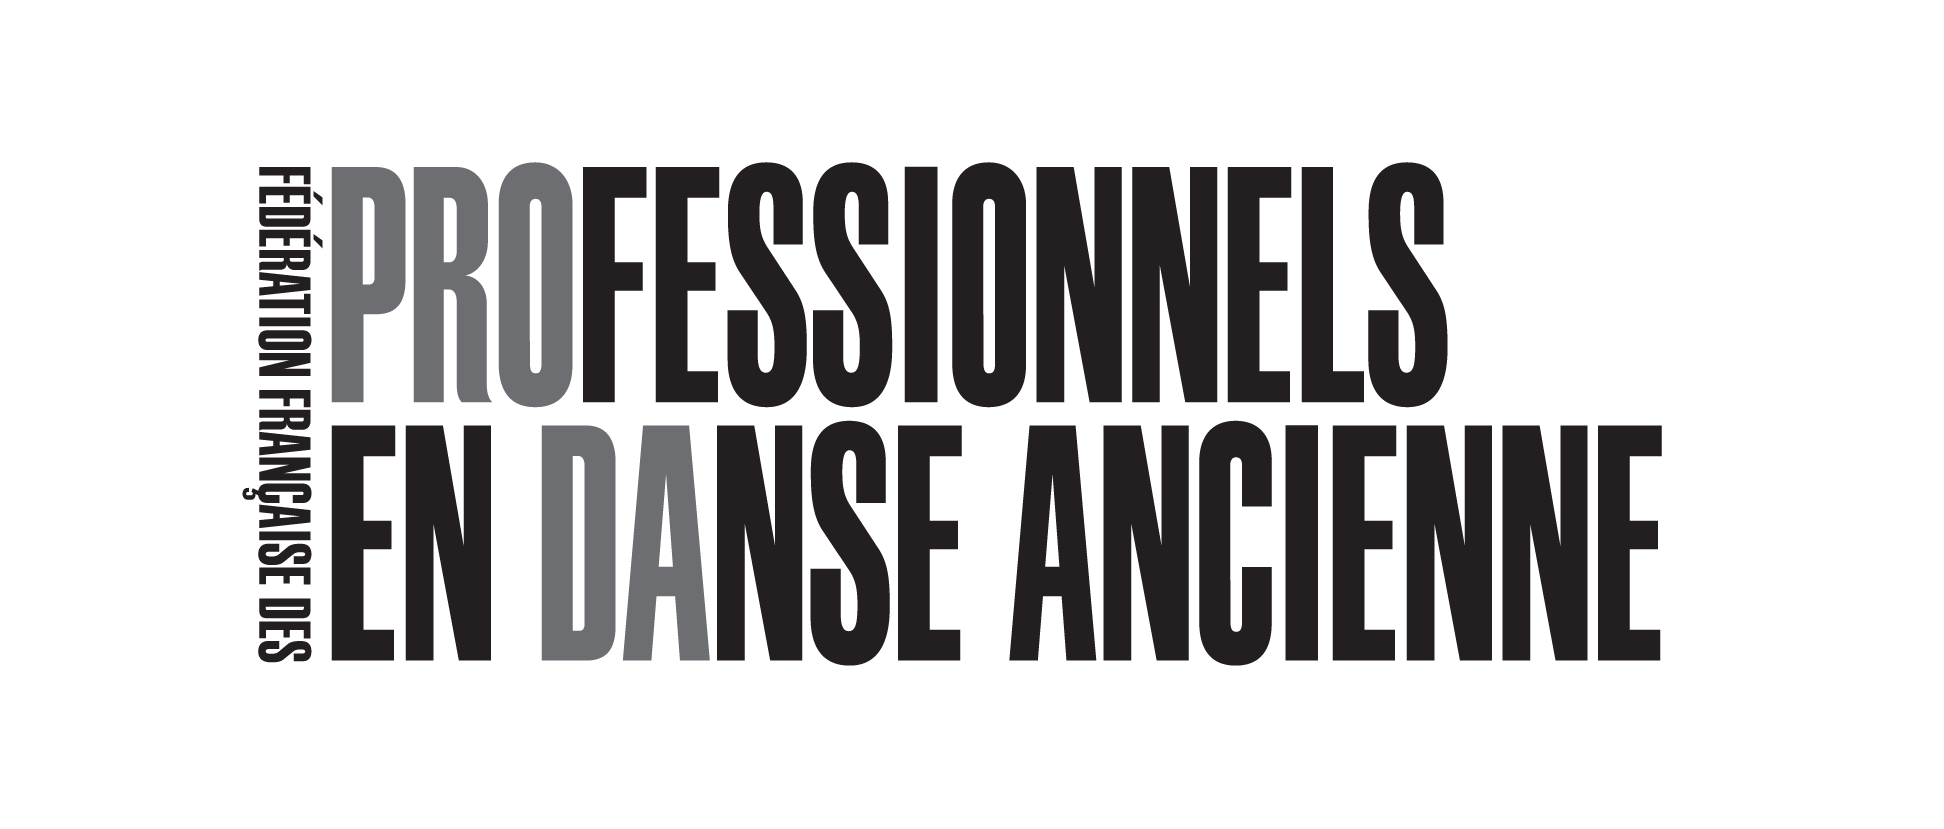 FÉDÉRATION FRANÇAISE DES
PROFESSIONNELS
EN DANSE ANCIENNE